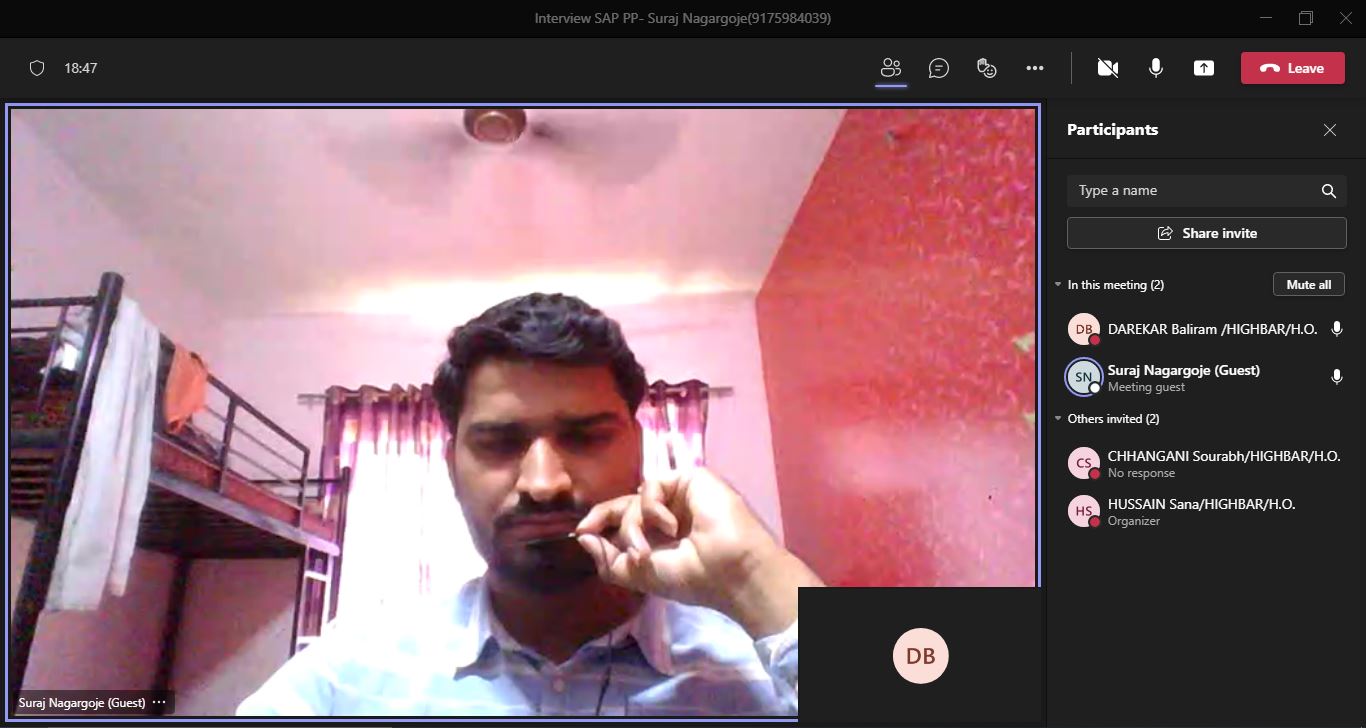 Interview SAP PP- Suraj Nagargoje(9175984039)
18:47
Leave
Participants
Type a name
Share invite
In this meeting (2)
Mute all
DB
DAREKAR Baliram /HIGHBAR/H.O.
SN
Suraj Nagargoje (Guest)
Meeting guest
Others invited (2)
CS
CHHANGANI Sourabh/HIGHBAR/H.O.
No response
HS
HUSSAIN Sana/HIGHBAR/H.O.
Organizer
DB
Suraj Nagargoje (Guest)